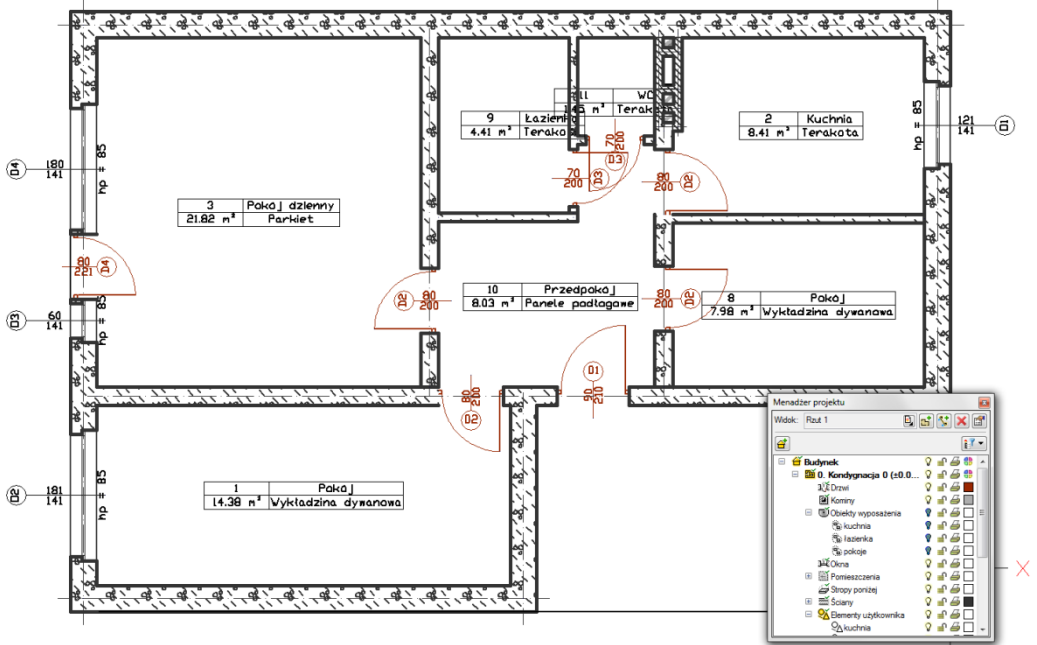 11 WC
1.45 m² Terakota
9 Łazienka
4.41 m² Terako
2 Kuchnia
8.41 m² Terakota
hp = 85
121
141
D1
D4
180
141
hp = 85
3 Pokój dzienny
21.82 m² Parkiet
70
200
D3
70
200
D3
80
200
D2
80
221
D4
D3
60
141
hp = 85
D2
80
200
10 Przedpokój
8.03 m² Panele podłogowe
80
200
D2
8 Pokój
7.98 m² Wykładzina dywanowa
D1
90
210
80
200
D2
D2
181
141
hp = 85
1 Pokój
14.38 m² Wykładzina dywanowa
Menadżer projektu
Widok: Rzut 1
Budynek
0. Kondygnacja 0 (±0.0...
Drzwi
Kominy
Obiekty wyposażenia
kuchnia
łazienka
pokoje
Okna
Pomieszczenia
Stropy poniżej
Ściany
Elementy użytkownika
kuchnia
X